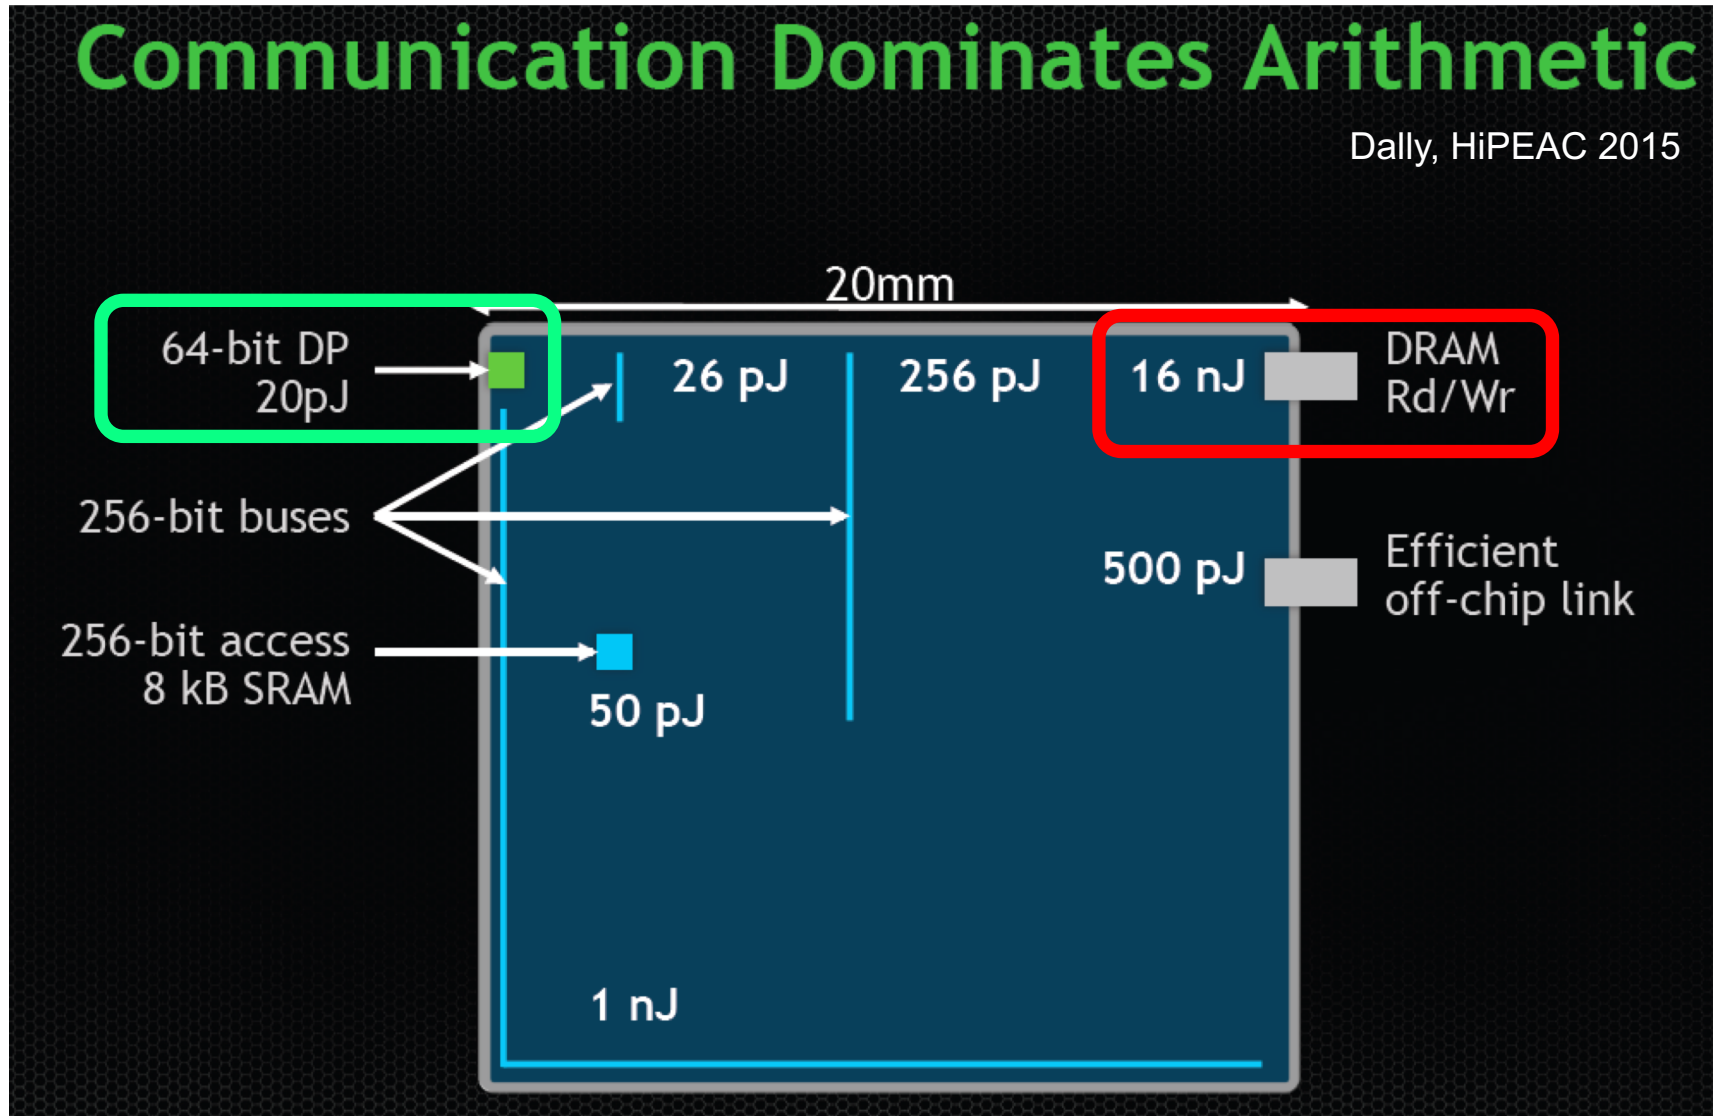 Communication Dominates Arithmetic
Dally, HiPEAC 2015
20mm
64-bit DP
20pJ
26 pJ
256 pJ
16 nJ
DRAM
Rd/Wr
256-bit buses
500 pJ
Efficient
off-chip link
256-bit access
8 kB SRAM
50 pJ
1 nJ